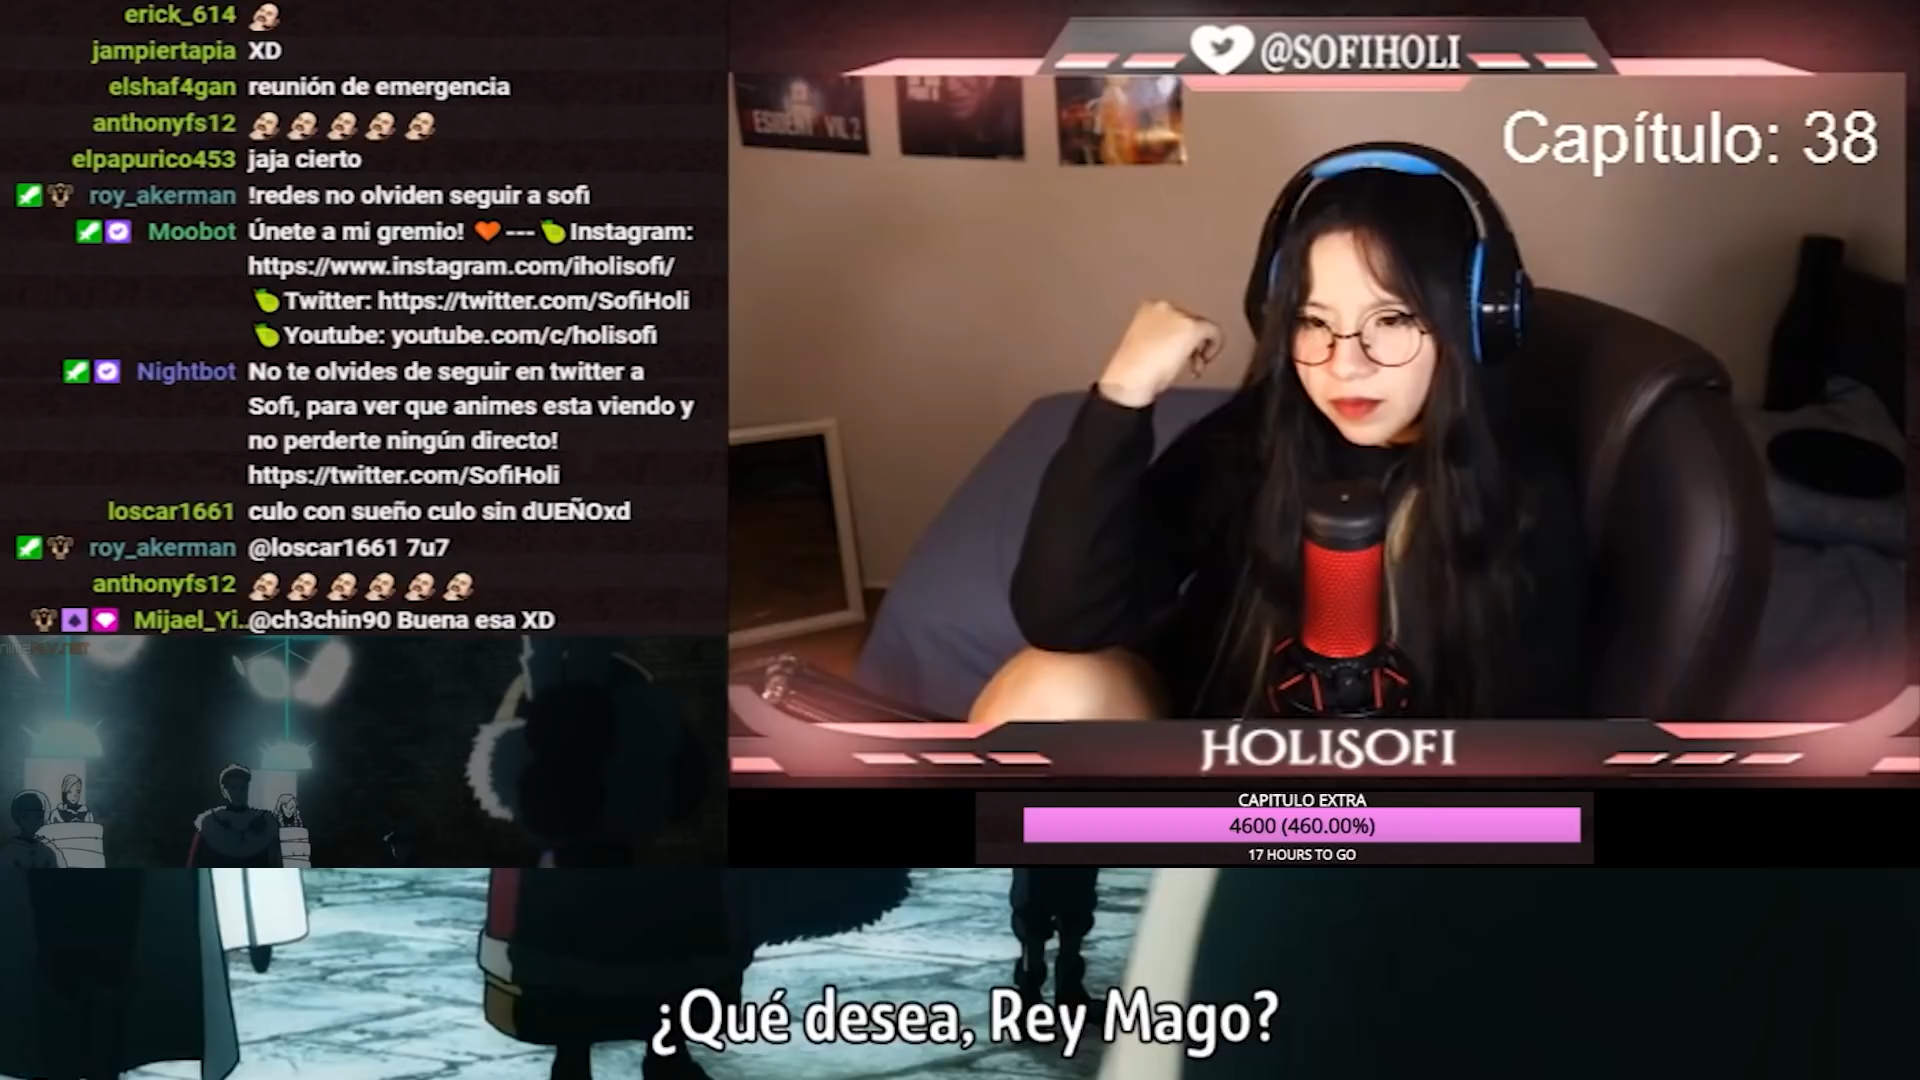 erick_614
jampiertapia XD
elshaf4gan reunión de emergencia
anthonyfs12
elpapurico453 jaja cierto
roy_akerman !redes no olviden seguir a sofi
Moobot Únete a mi gremio! 🧡 --- 🍐Instagram:
https://www.instagram.com/iholisofi/
🍐Twitter: https://twitter.com/SofiHoli
🍐Youtube: youtube.com/c/holisofi
Nightbot No te olvides de seguir en twitter a
Sofi, para ver que animes esta viendo y
no perderte ningún directo!
https://twitter.com/SofiHoli
loscar1661 culo con sueño culo sin dUEÑOxd
roy_akerman @loscar1661 7u7
anthonyfs12
Mijael_Yi.. @ch3chin90 Buena esa XD
@SOFIHOLI
Capítulo: 38
HOLISOFI
CAPITULO EXTRA
4600 (460.00%)
17 HOURS TO GO
¿Qué desea, Rey Mago?